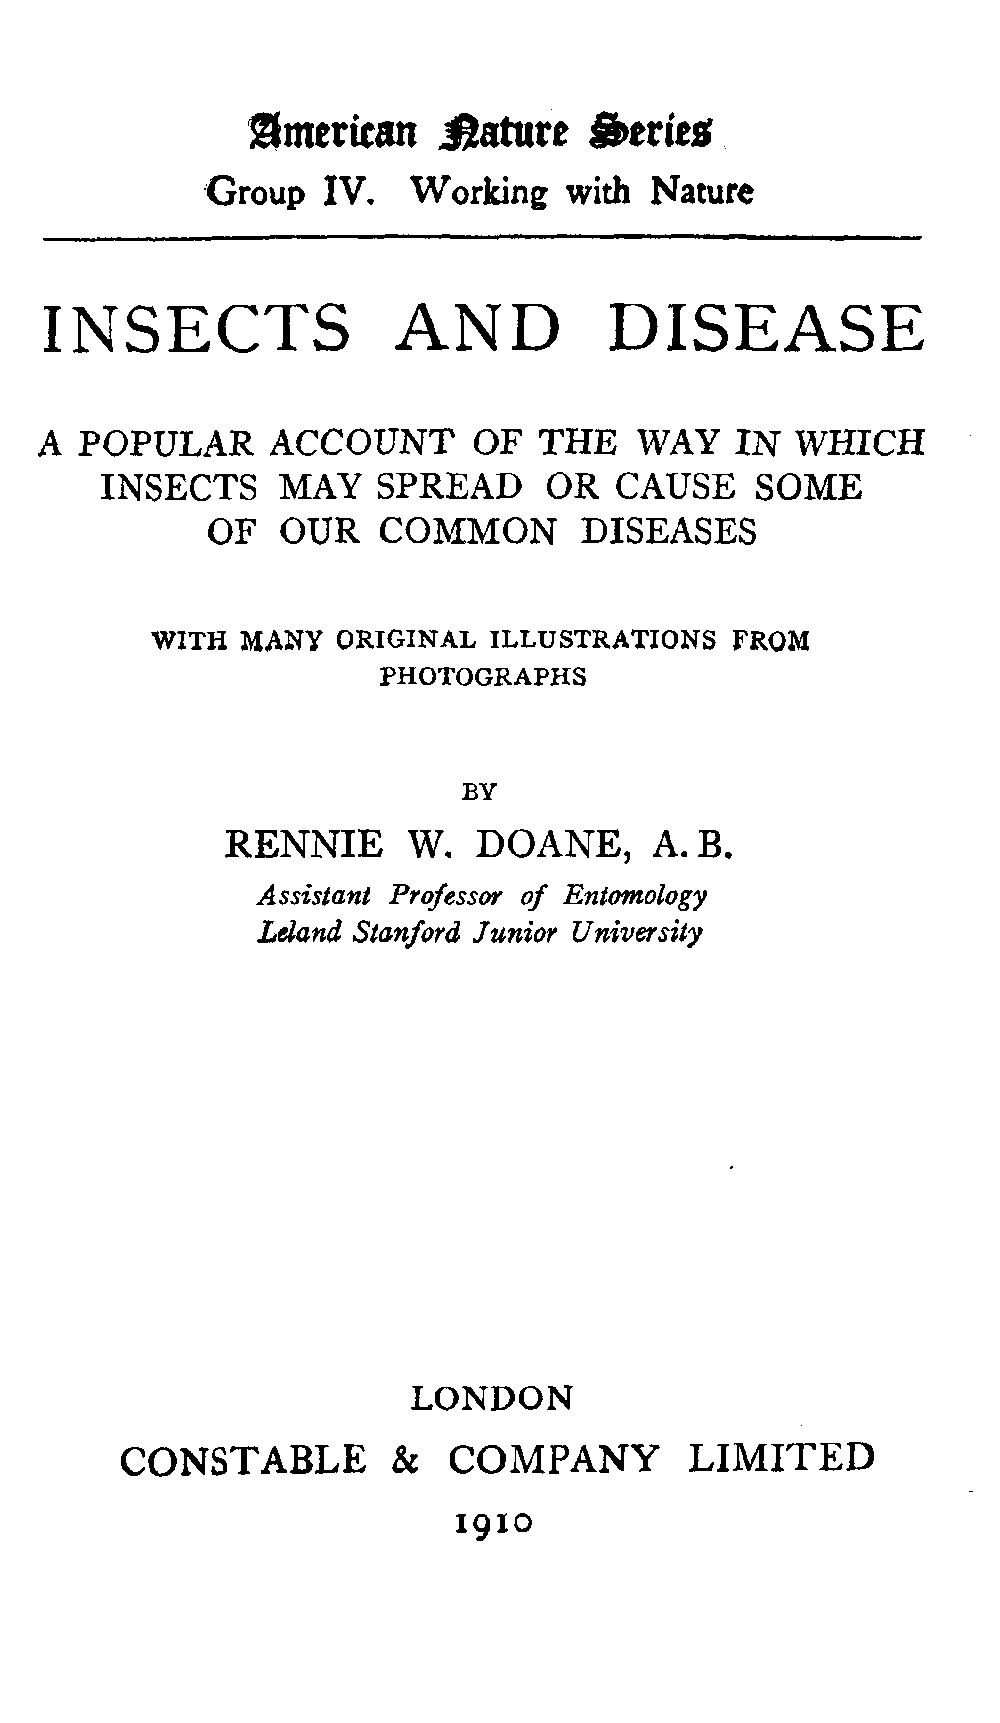 American Nature Series
Group IV. Working with Nature
INSECTS AND DISEASE
A POPULAR ACCOUNT OF THE WAY IN WHICH
INSECTS MAY SPREAD OR CAUSE SOME
OF OUR COMMON DISEASES
WITH MANY ORIGINAL ILLUSTRATIONS FROM
PHOTOGRAPHS
BY
RENNIE W. DOANE, A. B.
Assistant Professor of Entomology
Leland Stanford Junior University
LONDON
CONSTABLE & COMPANY LIMITED
1910